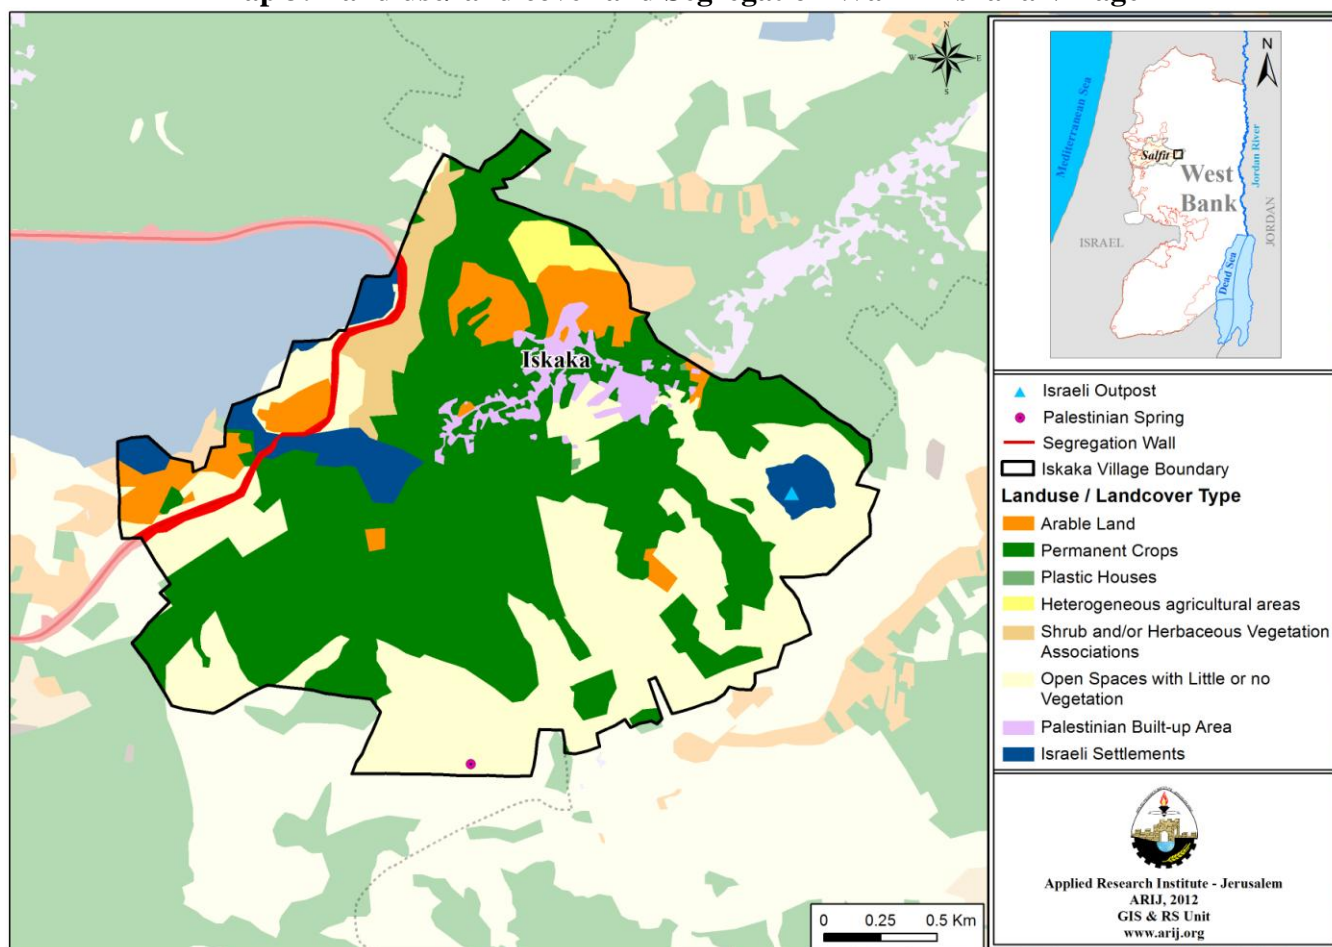 N
W
E
S
Iskaka
0 0.25 0.5 Km
N
Mediterranean Sea
Salfit
West
Bank
Jordan River
JORDAN
ISRAEL
Dead Sea
Israeli Outpost
Palestinian Spring
Segregation Wall
Iskaka Village Boundary
Landuse / Landcover Type
Arable Land
Permanent Crops
Plastic Houses
Heterogeneous agricultural areas
Shrub and/or Herbaceous Vegetation
Associations
Open Spaces with Little or no
Vegetation
Palestinian Built-up Area
Israeli Settlements
Applied Research Institute - Jerusalem
ARIJ, 2012
GIS & RS Unit
www.arij.org